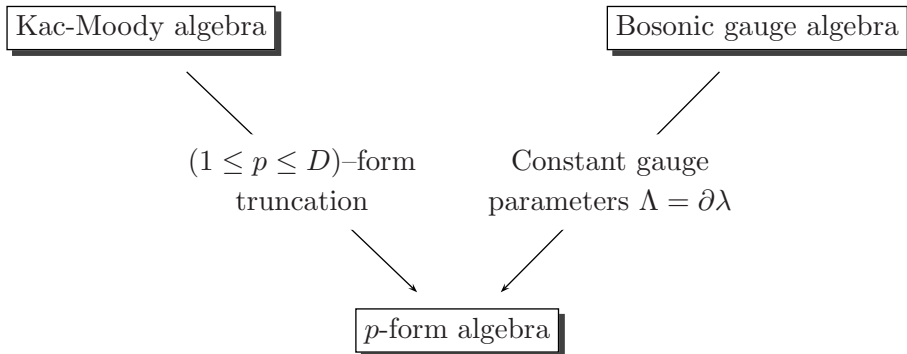 Kac-Moody algebra
Bosonic gauge algebra
(1 ≤ p ≤ D)–form
truncation
Constant gauge
parameters Λ = ∂λ
p-form algebra